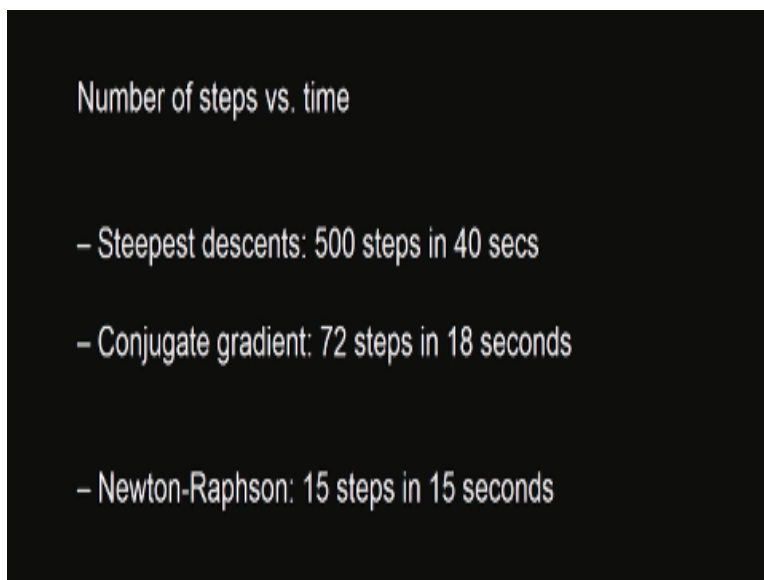 Number of steps vs. time
– Steepest descents: 500 steps in 40 secs
– Conjugate gradient: 72 steps in 18 seconds
– Newton-Raphson: 15 steps in 15 seconds